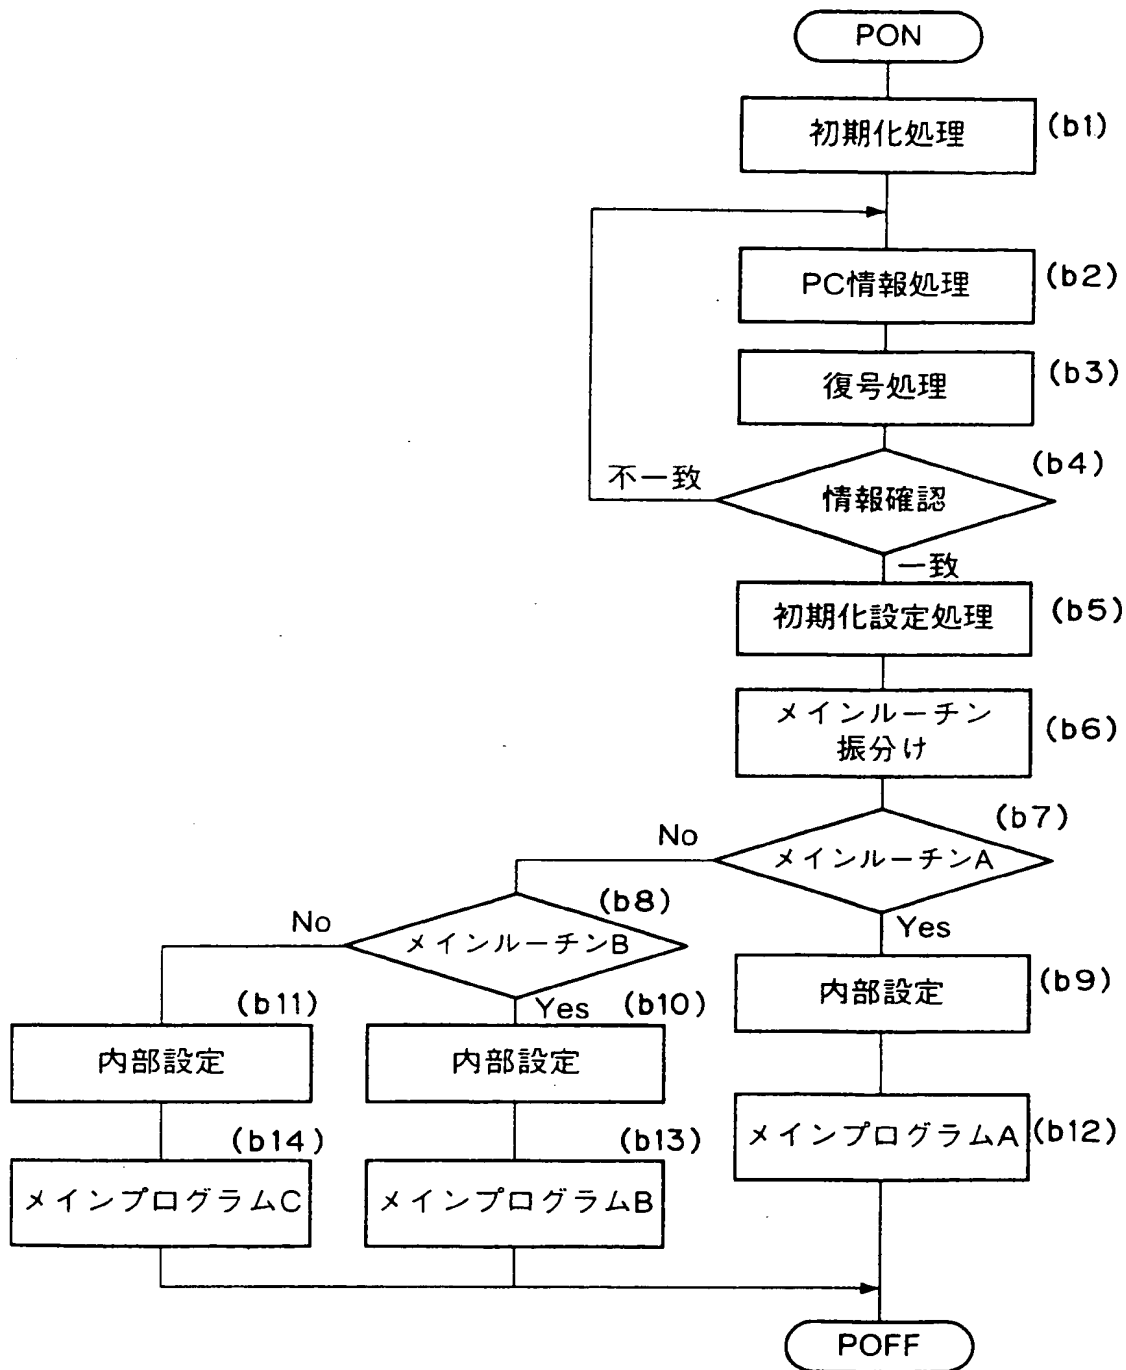 PON
初期化処理
(b1)
PC情報処理
(b2)
復号処理
(b3)
(b4)
不一致
情報確認
一致
初期化設定処理
(b5)
メインルーチン
振分け
(b6)
(b7)
No
メインルーチンA
(b8)
No
メインルーチンB
Yes
内部設定
(b9)
(b11)
Yes
(b10)
内部設定
内部設定
(b14)
(b13)
メインプログラムA
(b12)
メインプログラムC
メインプログラムB
POFF